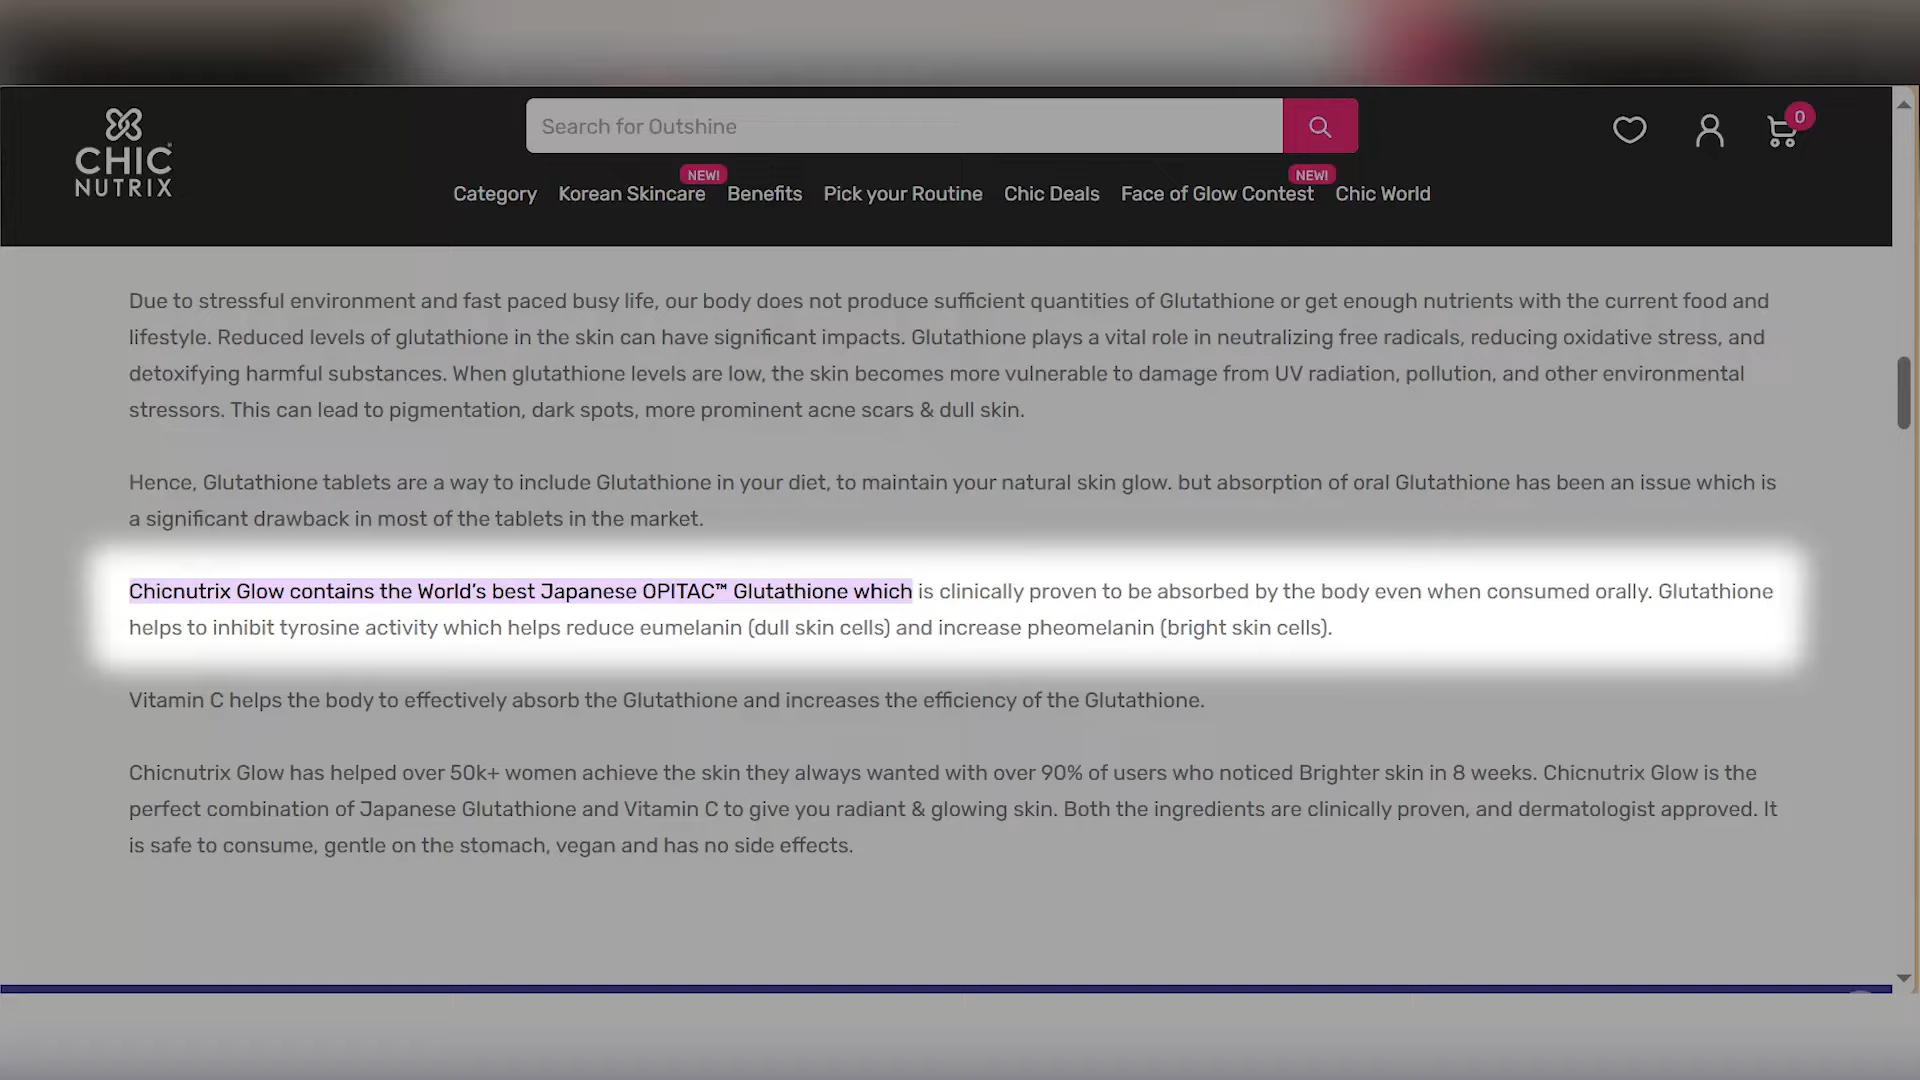 CHIC
NUTRIX
Search for Outshine
0
NEW!
NEW!
Category Korean Skincare Benefits Pick your Routine Chic Deals Face of Glow Contest Chic World
Due to stressful environment and fast paced busy life, our body does not produce sufficient quantities of Glutathione or get enough nutrients with the current food and
lifestyle. Reduced levels of glutathione in the skin can have significant impacts. Glutathione plays a vital role in neutralizing free radicals, reducing oxidative stress, and
detoxifying harmful substances. When glutathione levels are low, the skin becomes more vulnerable to damage from UV radiation, pollution, and other environmental
stressors. This can lead to pigmentation, dark spots, more prominent acne scars & dull skin.
Hence, Glutathione tablets are a way to include Glutathione in your diet, to maintain your natural skin glow. but absorption of oral Glutathione has been an issue which is
a significant drawback in most of the tablets in the market.
Chicnutrix Glow contains the World’s best Japanese OPITAC™ Glutathione which is clinically proven to be absorbed by the body even when consumed orally. Glutathione
helps to inhibit tyrosine activity which helps reduce eumelanin (dull skin cells) and increase pheomelanin (bright skin cells).
Vitamin C helps the body to effectively absorb the Glutathione and increases the efficiency of the Glutathione.
Chicnutrix Glow has helped over 50k+ women achieve the skin they always wanted with over 90% of users who noticed Brighter skin in 8 weeks. Chicnutrix Glow is the
perfect combination of Japanese Glutathione and Vitamin C to give you radiant & glowing skin. Both the ingredients are clinically proven, and dermatologist approved. It
is safe to consume, gentle on the stomach, vegan and has no side effects.